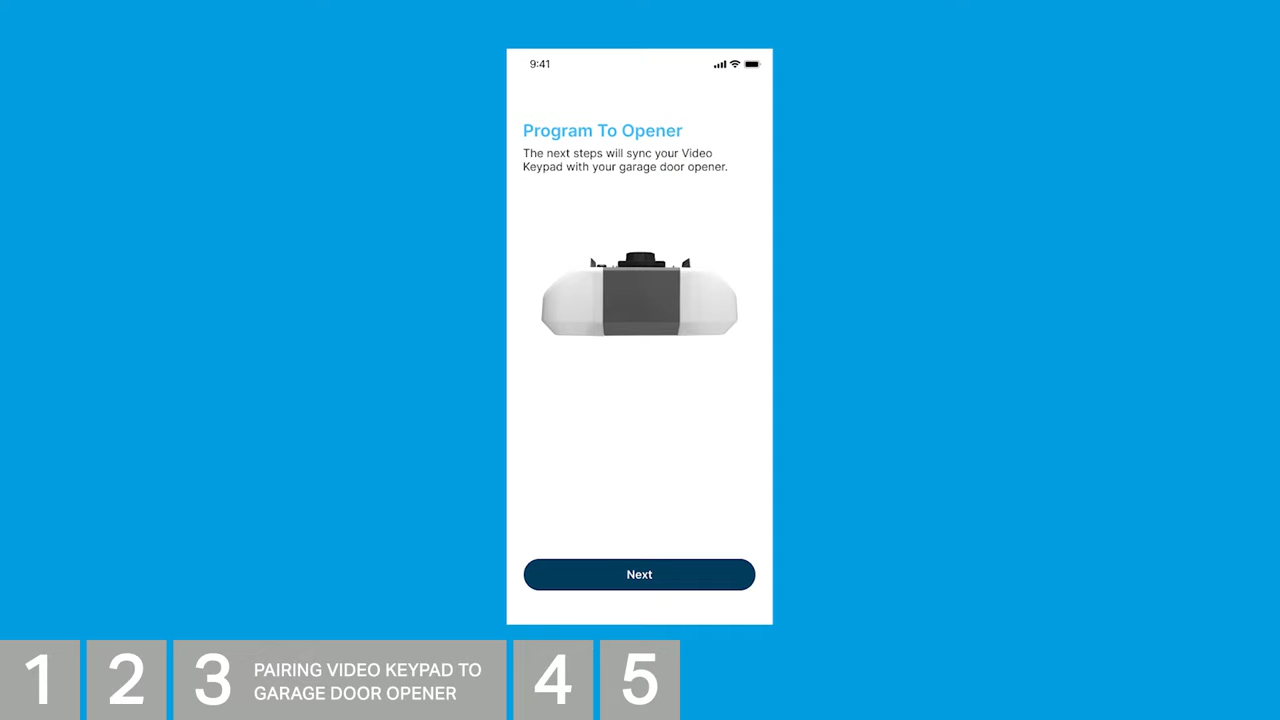 9:41
Program To Opener
The next steps will sync your Video
Keypad with your garage door opener.
Next
1
2
3
PAIRING VIDEO KEYPAD TO
GARAGE DOOR OPENER
4
5